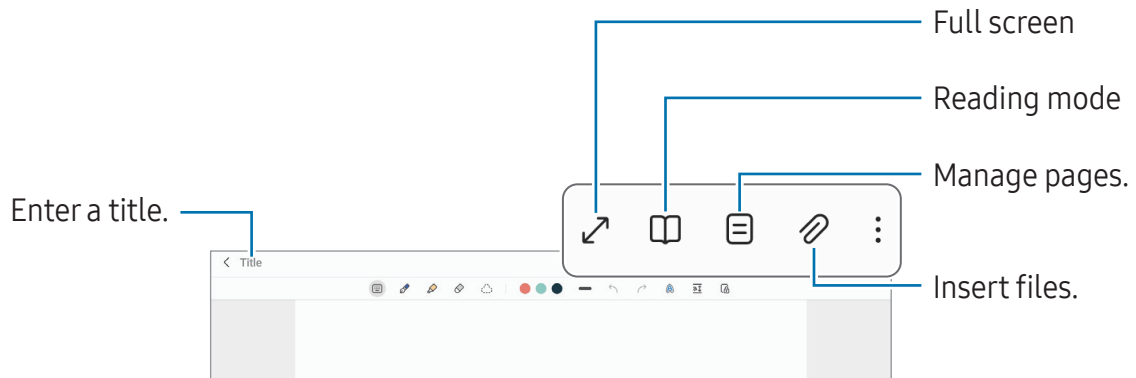 Full screen
Reading mode
Manage pages.
Enter a title.
Title
Insert files.